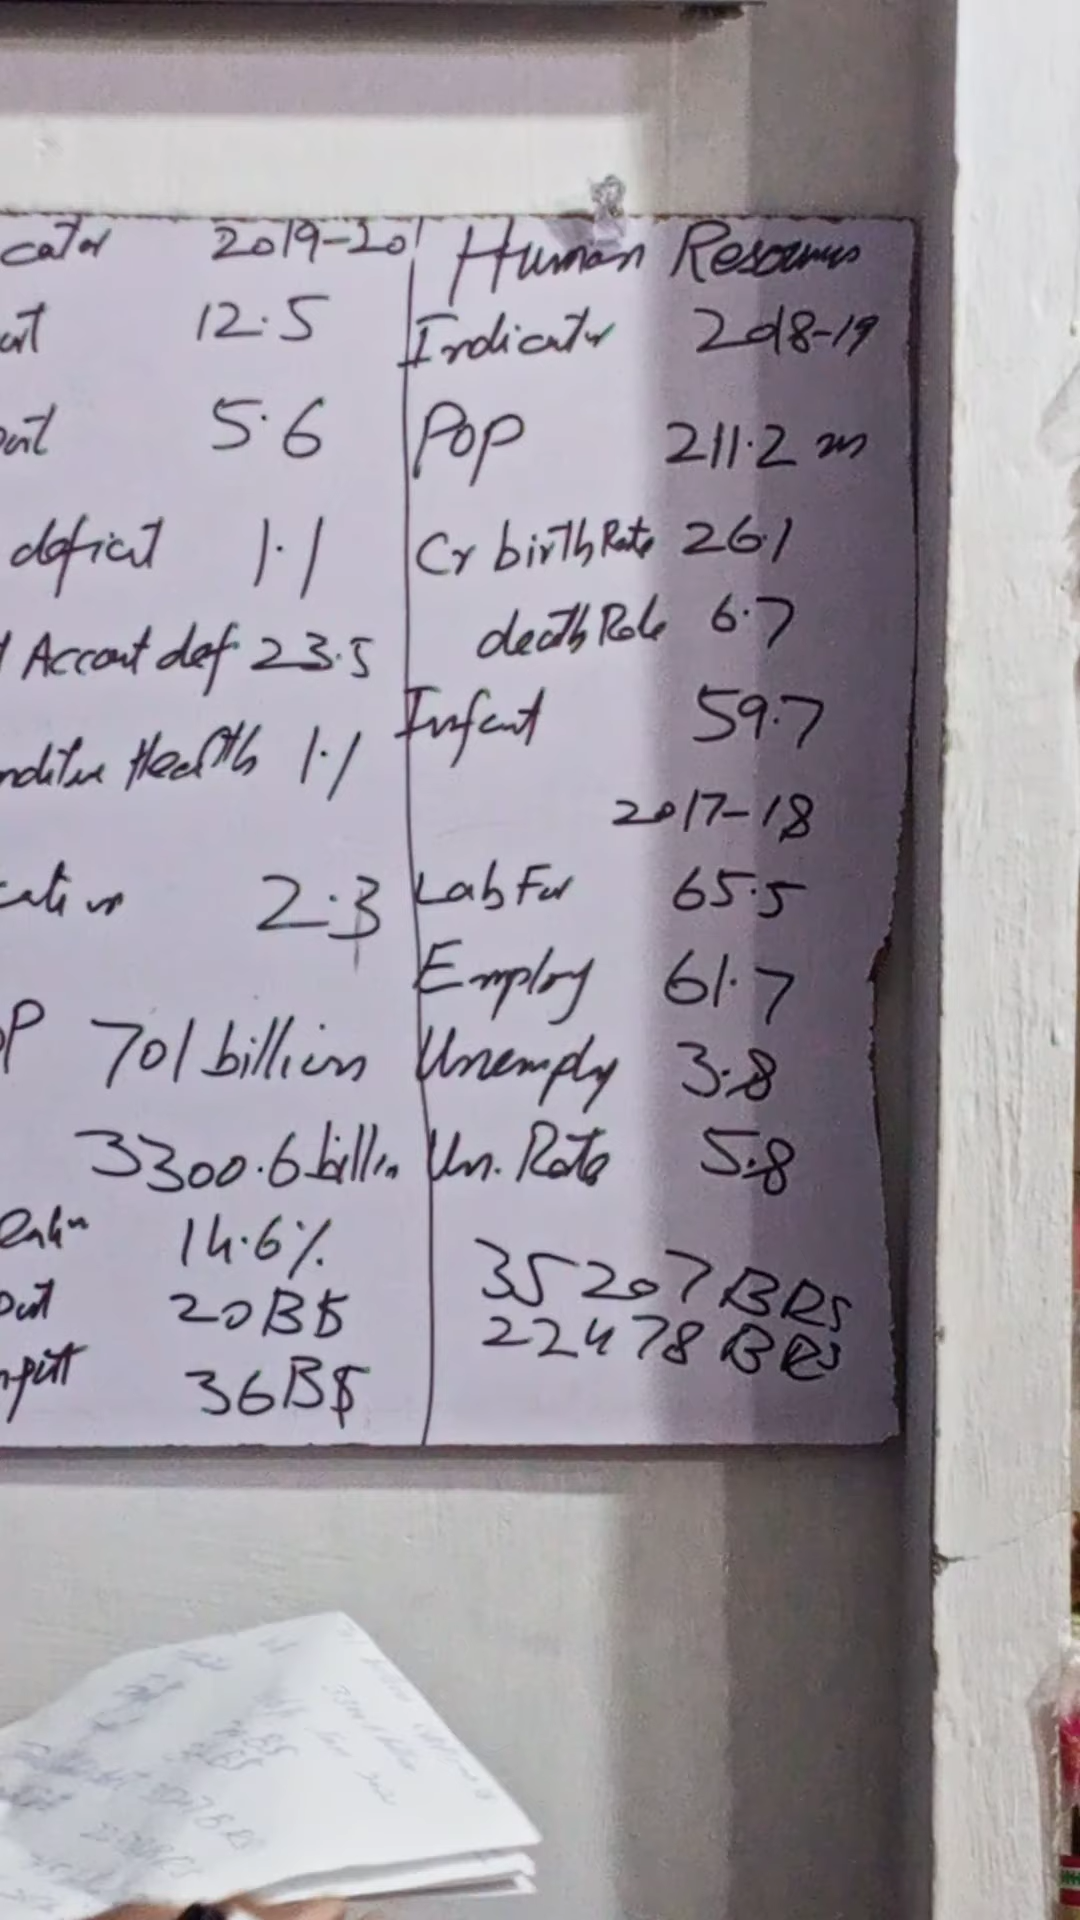 2019-20
12.5
5.6
deficit 1.1
Account def 23.5
Health 1.1
2.3
701 billion
3300.6 billin
14.6%
20B$
36B$
Human Resources
Indicator 2018-19
Pop 211.2 m
Cr birth Rate 26.1
death Rate 6.7
Infant 59.7
2017-18
Lab For 65.5
Employ 61.7
Unemply 3.8
Un. Rate 5.8
35207 BRS
22478 BRS